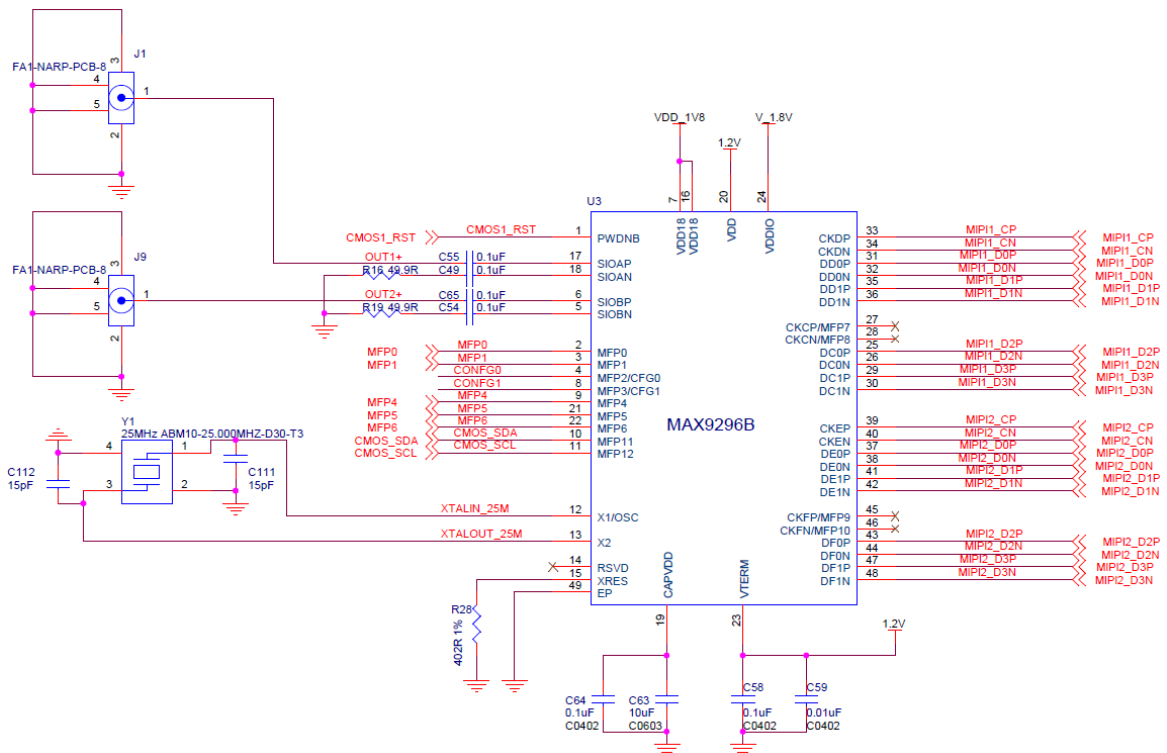 J1
FA1-NARP-PCB-8
3
4
5
1
2
J9
FA1-NARP-PCB-8
3
4
5
1
2
VDD_1V8
1.2V
V_1.8V
U3
7
16
20
24
VDD18
VDD18
VDD
VDDIO
CMOS1_RST
CMOS1_RST
1
PWDNB
OUT1+
C55
0.1uF
17
SIOAP
R16 49.9R
C49
0.1uF
18
SIOAN
OUT2+
C65
0.1uF
6
SIOBP
R19 49.9R
C54
0.1uF
5
SIOBN
MFP0
MFP0
2
MFP0
MFP1
MFP1
3
MFP1
CONFG0
4
MFP2/CFG0
CONFG1
8
MFP3/CFG1
MFP4
MFP4
9
MFP4
MFP5
MFP5
21
MFP5
MFP6
MFP6
22
MFP6
CMOS_SDA
CMOS_SDA
10
MFP11
CMOS_SCL
CMOS_SCL
11
MFP12
MAX9296B
Y1
25MHz ABM10-25.000MHZ-D30-T3
4
1
3
2
C112
15pF
C111
15pF
XTALIN_25M
12
X1/OSC
XTALOUT_25M
13
X2
14
RSVD
15
XRES
49
EP
R28
402R 1%
CAPVDD
VTERM
19
23
1.2V
C64
0.1uF
C0402
C63
10uF
C0603
C58
0.1uF
C0402
C59
0.01uF
C0402
CKDP
33
MIPI1_CP
MIPI1_CP
CKDN
34
MIPI1_CN
MIPI1_CN
DD0P
31
MIPI1_D0P
MIPI1_D0P
DD0N
32
MIPI1_D0N
MIPI1_D0N
DD1P
35
MIPI1_D1P
MIPI1_D1P
DD1N
36
MIPI1_D1N
MIPI1_D1N
CKCP/MFP7
27
CKCN/MFP8
28
DC0P
25
MIPI1_D2P
MIPI1_D2P
DC0N
26
MIPI1_D2N
MIPI1_D2N
DC1P
29
MIPI1_D3P
MIPI1_D3P
DC1N
30
MIPI1_D3N
MIPI1_D3N
CKEP
39
MIPI2_CP
MIPI2_CP
CKEN
40
MIPI2_CN
MIPI2_CN
DE0P
37
MIPI2_D0P
MIPI2_D0P
DE0N
38
MIPI2_D0N
MIPI2_D0N
DE1P
41
MIPI2_D1P
MIPI2_D1P
DE1N
42
MIPI2_D1N
MIPI2_D1N
CKFP/MFP9
45
CKFN/MFP10
46
DF0P
43
MIPI2_D2P
MIPI2_D2P
DF0N
44
MIPI2_D2N
MIPI2_D2N
DF1P
47
MIPI2_D3P
MIPI2_D3P
DF1N
48
MIPI2_D3N
MIPI2_D3N